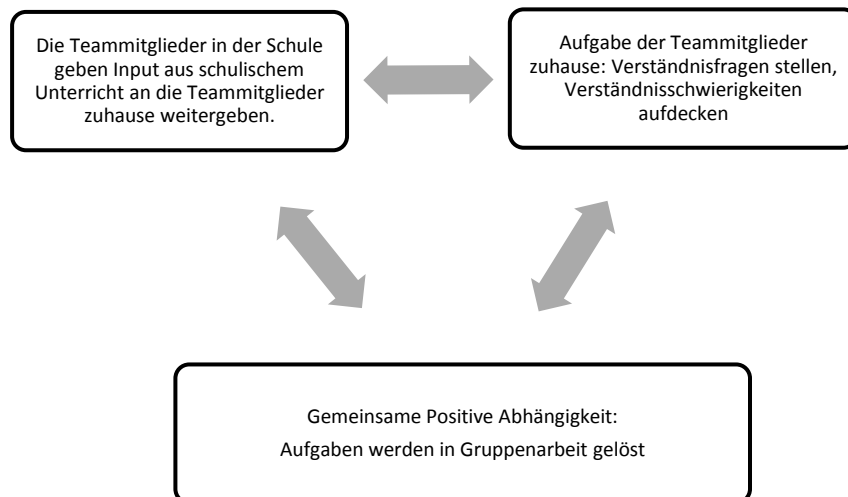 Die Teammitglieder in der Schule
geben Input aus schulischem
Unterricht an die Teammitglieder
zuhause weitergeben.
Aufgabe der Teammitglieder
zuhause: Verständnisfragen stellen,
Verständnisschwierigkeiten
aufdecken
Gemeinsame Positive Abhängigkeit:
Aufgaben werden in Gruppenarbeit gelöst